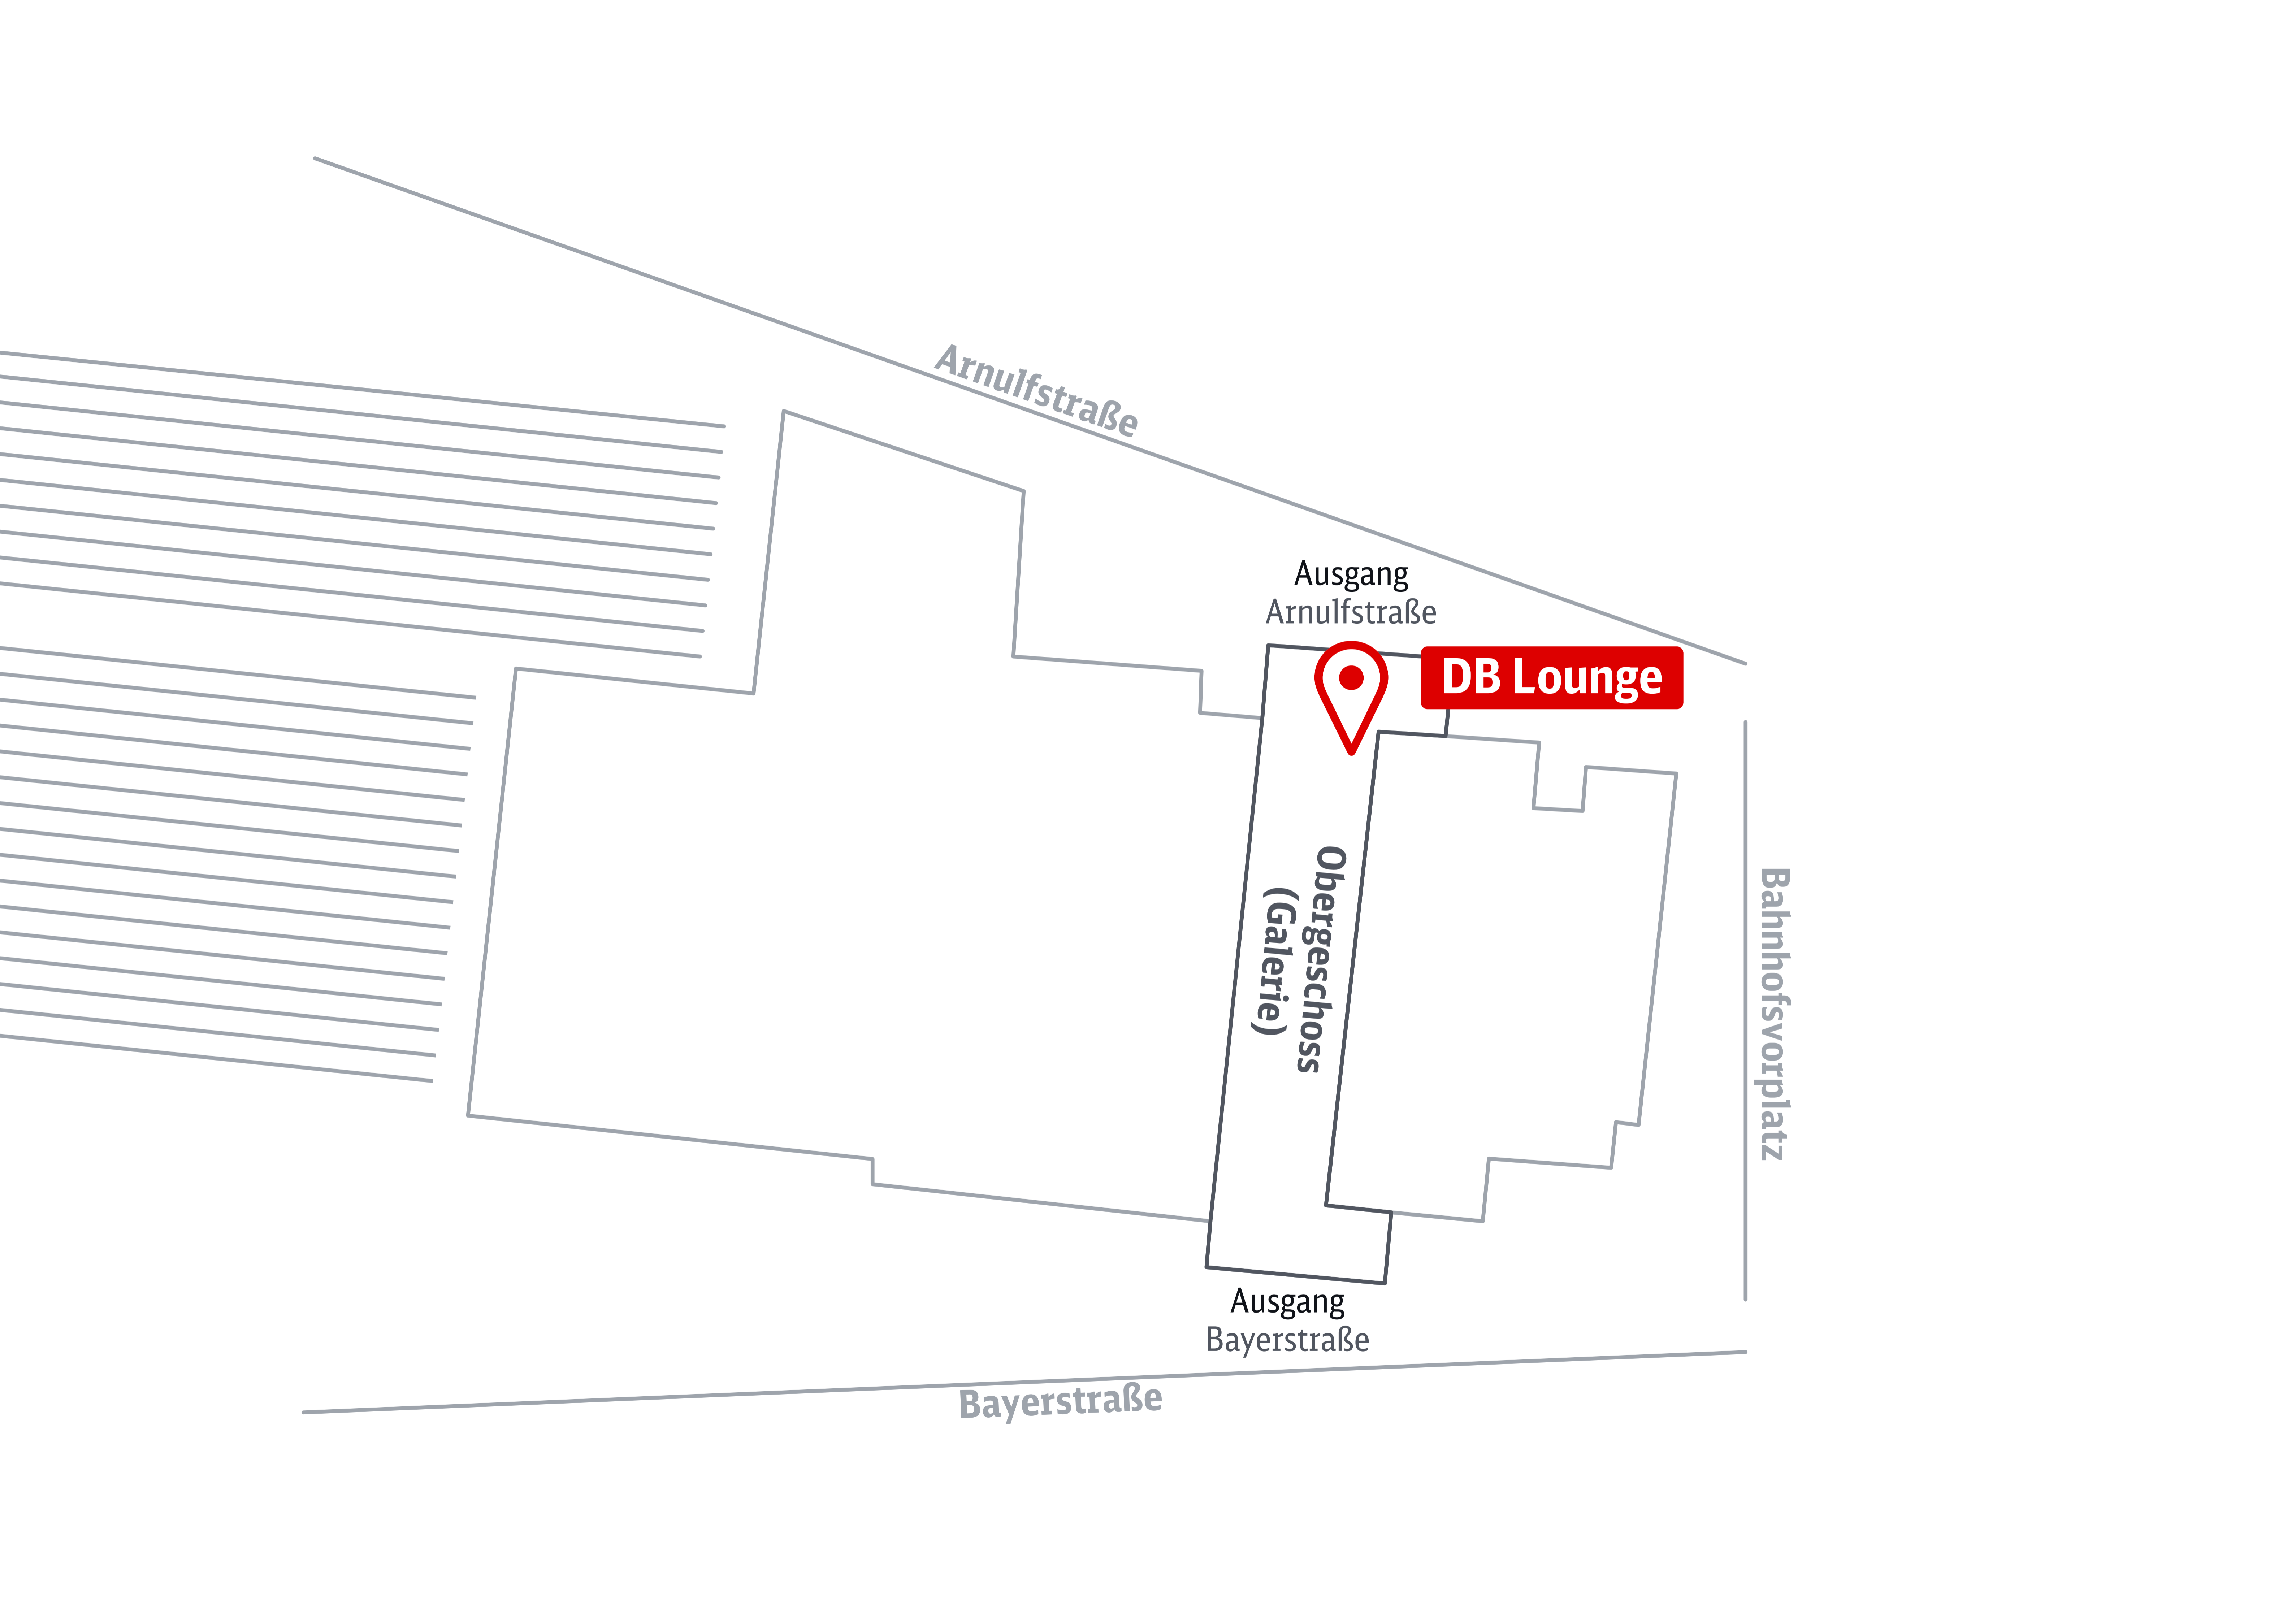 Arnulfstraße
Ausgang
Arnulfstraße
DB Lounge
Obergeschoss
(Galerie)
Bahnhofsvorplatz
Ausgang
Bayerstraße
Bayerstraße